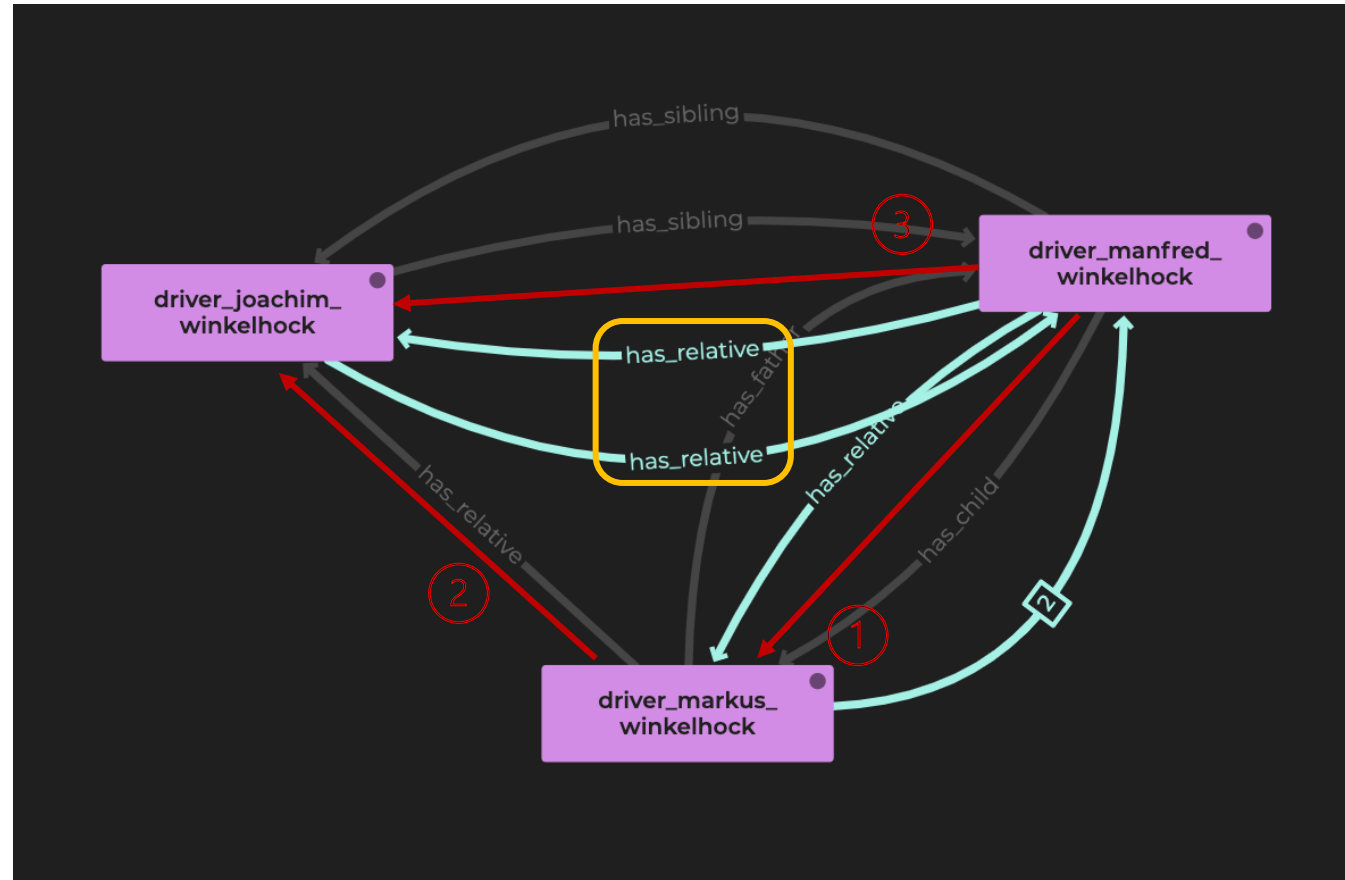 has_sibling
has_sibling
③
driver_manfred_
winkelhock
driver_joachim_
winkelhock
has_relative
has_father
has_relative
has_relative
has_relative
has_child
②
①
2
driver_markus_
winkelhock